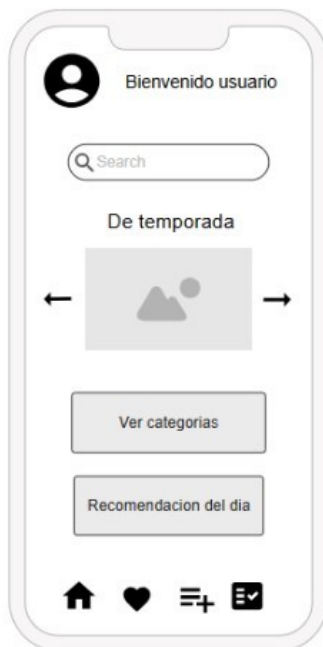 Bienvenido usuario
Search
De temporada
Ver categorias
Recomendacion del dia